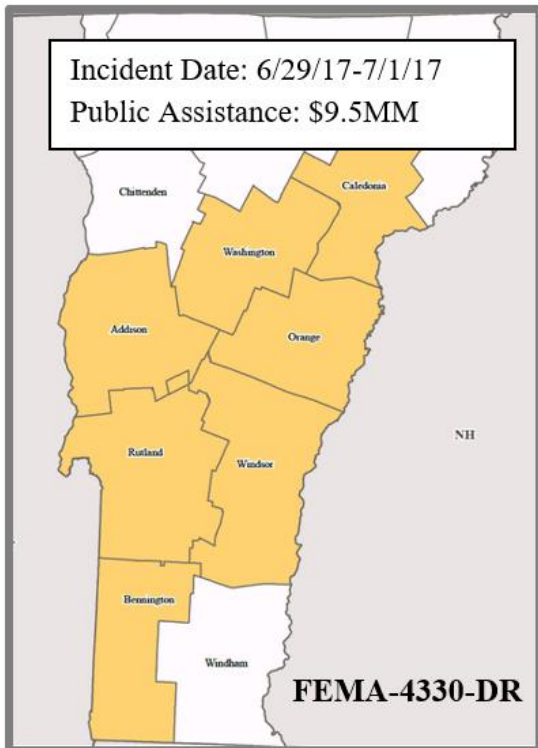 Incident Date: 6/29/17-7/1/17
Public Assistance: $9.5MM
Chittenden
Caledonia
Washington
Addison
Orange
NH
Rutland
Windsor
Bennington
Windham
FEMA-4330-DR